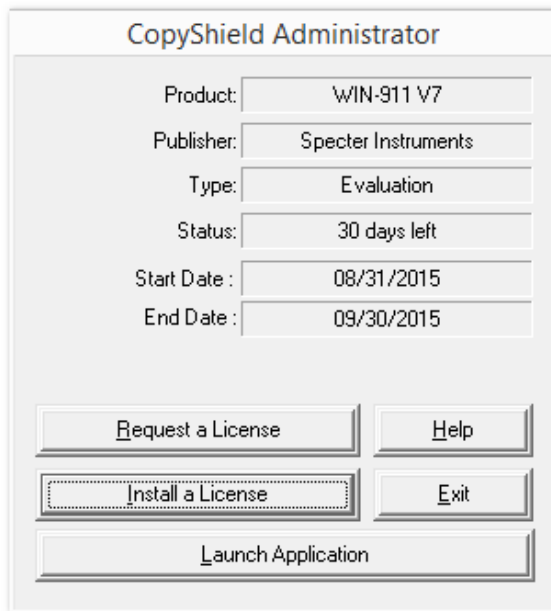 CopyShield Administrator
Product: WIN-911 V7
Publisher: Specter Instruments
Type: Evaluation
Status: 30 days left
Start Date : 08/31/2015
End Date : 09/30/2015
Request a License Help
Install a License Exit
Launch Application